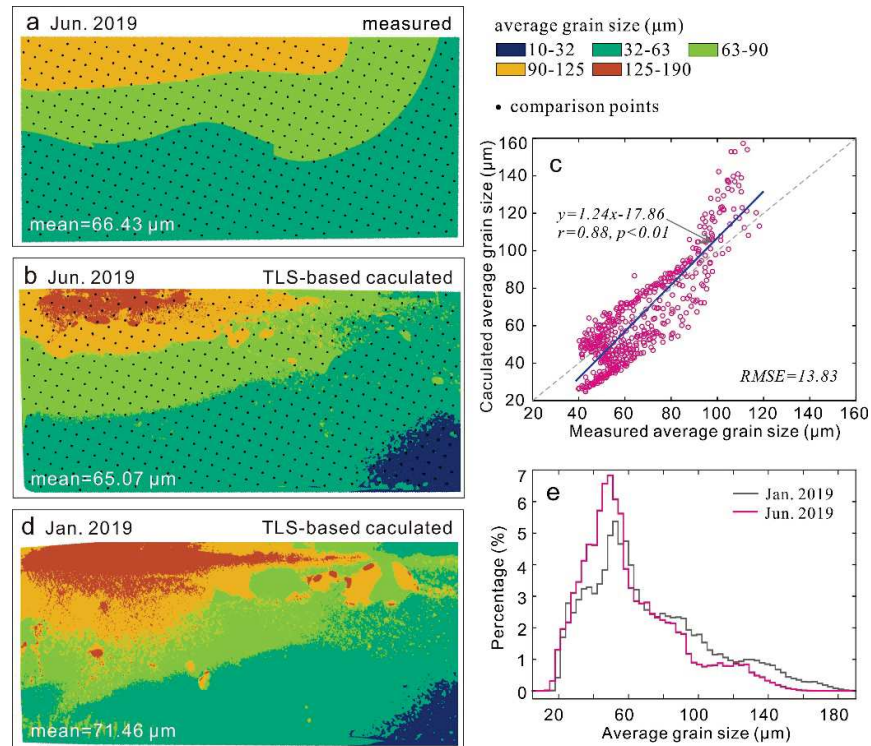 a Jun. 2019 measured
mean=66.43 μm
b Jun. 2019 TLS-based caculated
mean=65.07 μm
d Jan. 2019 TLS-based caculated
mean=71.46 μm
average grain size (μm)
10-32 32-63 63-90
90-125 125-190
• comparison points
c
Caculated average grain size (μm)
160
140
120
100
80
60
40
20
y=1.24x-17.86
r=0.88, p<0.01
RMSE=13.83
20 40 60 80 100 120 140 160
Measured average grain size (μm)
e
Percentage (%)
7
6
5
4
3
2
1
0
Jan. 2019
Jun. 2019
20 60 100 140 180
Average grain size (μm)